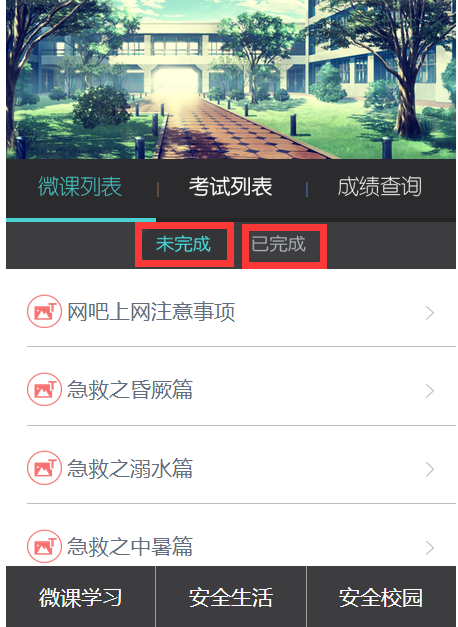 微课列表 | 考试列表 | 成绩查询
未完成 已完成
网吧上网注意事项
急救之昏厥篇
急救之溺水篇
急救之中暑篇
微课学习 安全生活 安全校园